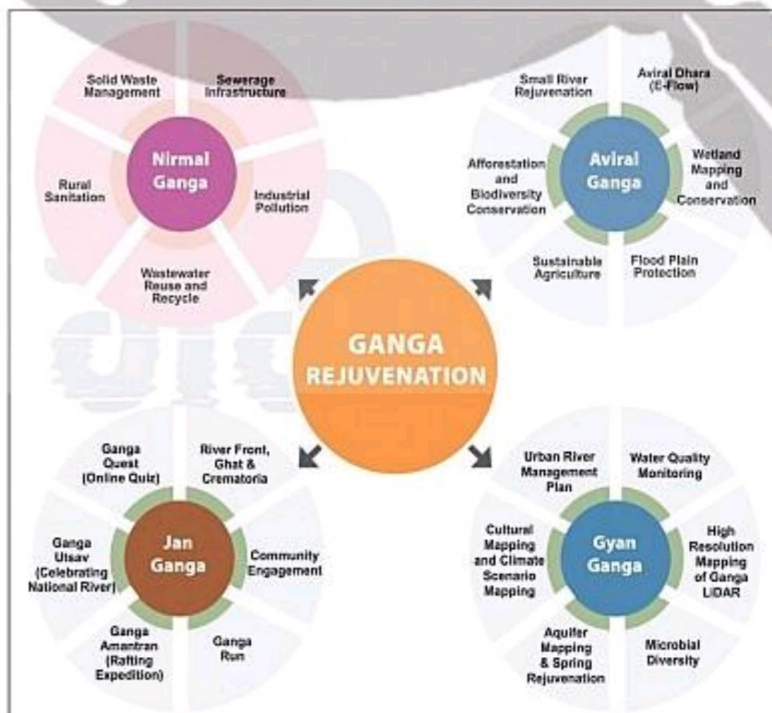 Solid Waste
Management
Sewerage
Infrastructure
Nirmal
Ganga
Rural
Sanitation
Industrial
Pollution
Wastewater
Reuse and
Recycle
Small River
Rejuvenation
Aviral Dhara
(E-Flow)
Afforestation
and
Biodiversity
Conservation
Aviral
Ganga
Wetland
Mapping
and
Conservation
Sustainable
Agriculture
Flood Plain
Protection
GANGA
REJUVENATION
Ganga
Quest
(Online Quiz)
River Front,
Ghat &
Crematoria
Ganga
Utsav
(Celebrating
National River)
Jan
Ganga
Community
Engagement
Ganga
Amantran
(Rafting
Expedition)
Ganga
Run
Urban River
Management
Plan
Water Quality
Monitoring
Cultural
Mapping
and Climate
Scenario
Mapping
Gyan
Ganga
High
Resolution
Mapping
of Ganga
LiDAR
Aquifer
Mapping
& Spring
Rejuvenation
Microbial
Diversity